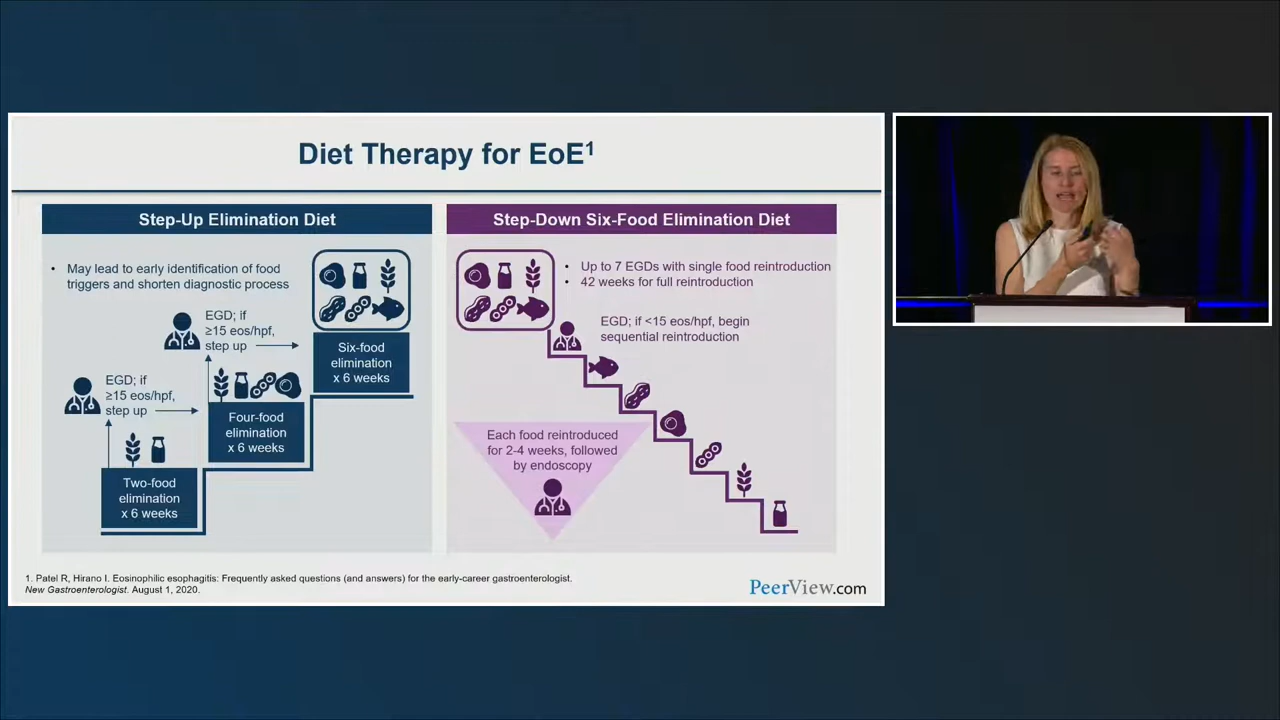 Diet Therapy for EoE1
Step-Up Elimination Diet
• May lead to early identification of food
triggers and shorten diagnostic process
EGD; if
≥15 eos/hpf,
step up
EGD; if
≥15 eos/hpf,
step up
Six-food
elimination
x 6 weeks
Four-food
elimination
x 6 weeks
Two-food
elimination
x 6 weeks
Step-Down Six-Food Elimination Diet
• Up to 7 EGDs with single food reintroduction
• 42 weeks for full reintroduction
EGD; if <15 eos/hpf, begin
sequential reintroduction
Each food reintroduced
for 2-4 weeks, followed
by endoscopy
1. Patel R, Hirano I. Eosinophilic esophagitis: Frequently asked questions (and answers) for the early-career gastroenterologist.
New Gastroenterologist. August 1, 2020.
PeerView.com